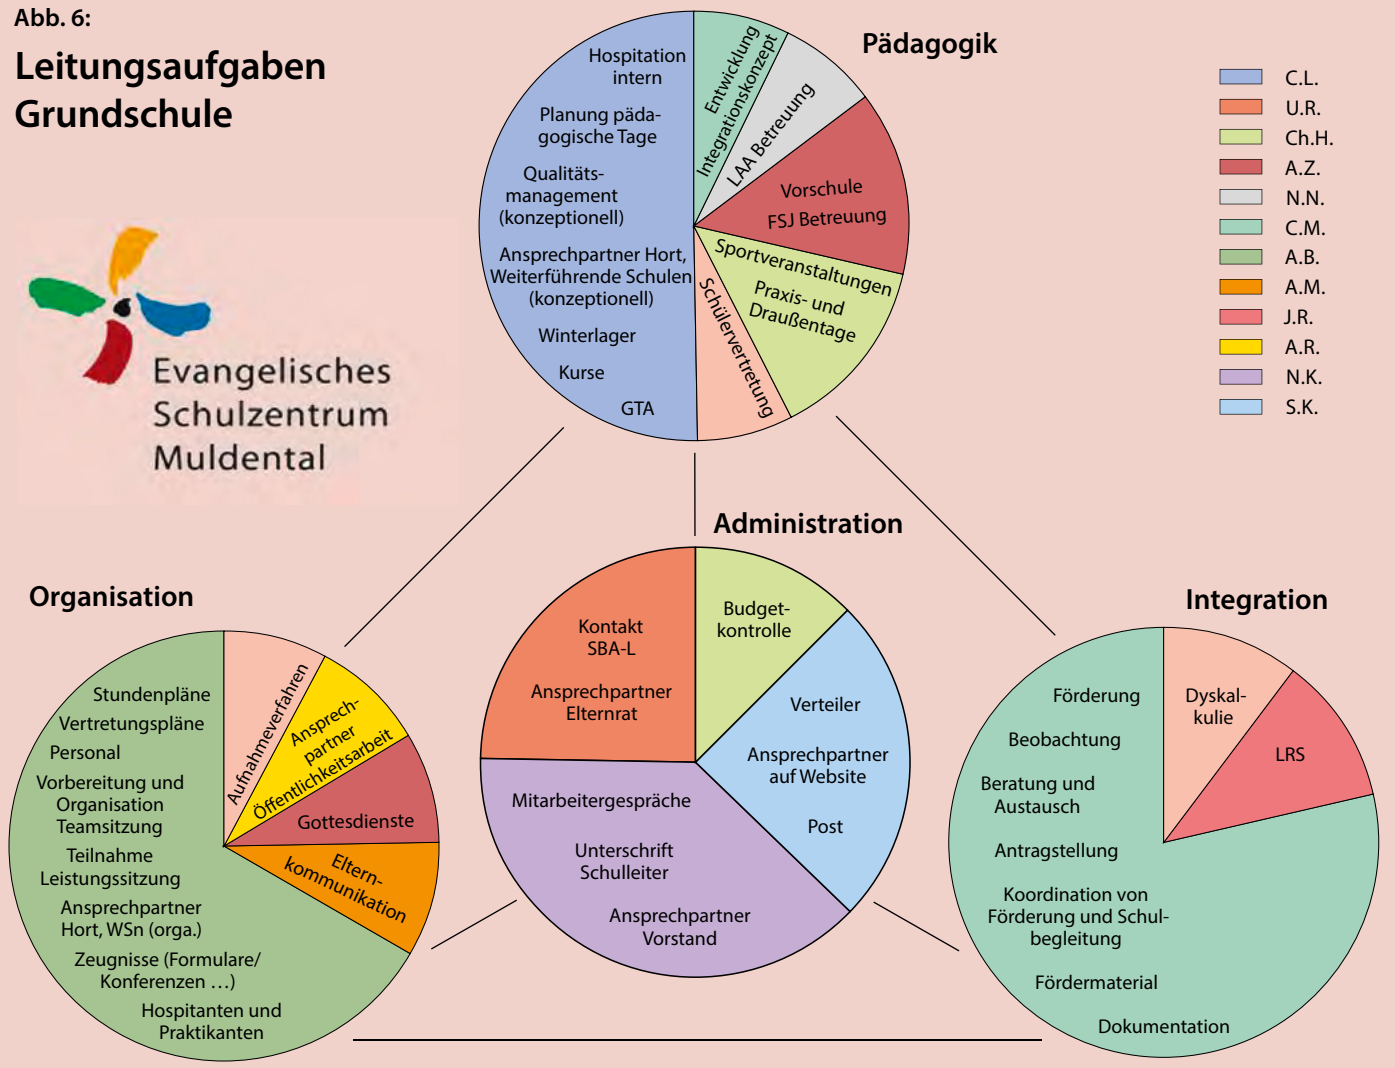 Abb. 6:
Leitungsaufgaben
Grundschule
Evangelisches
Schulzentrum
Muldental
Pädagogik
Hospitation
intern
Planung päda-
gogische Tage
Qualitäts-
management
(konzeptionell)
Ansprechpartner Hort,
Weiterführende Schulen
(konzeptionell)
Winterlager
Kurse
GTA
Entwicklung
Integrationskonzept
LAA Betreuung
Vorschule
FSJ Betreuung
Sportveranstaltungen
Praxis- und
Draußentage
Schülervertretung
C.L.
U.R.
Ch.H.
A.Z.
N.N.
C.M.
A.B.
A.M.
J.R.
A.R.
N.K.
S.K.
Organisation
Stundenpläne
Vertretungspläne
Personal
Vorbereitung und
Organisation
Teamsitzung
Teilnahme
Leistungssitzung
Ansprechpartner
Hort, WSn (orga.)
Zeugnisse (Formulare/
Konferenzen …)
Hospitanten und
Praktikanten
Aufnahmeverfahren
Ansprech-
partner
Öffentlichkeitsarbeit
Gottesdienste
Eltern-
kommunikation
Administration
Kontakt
SBA-L
Ansprechpartner
Elternrat
Budget-
kontrolle
Verteiler
Ansprechpartner
auf Website
Post
Mitarbeitergespräche
Unterschrift
Schulleiter
Ansprechpartner
Vorstand
Integration
Förderung
Beobachtung
Beratung und
Austausch
Antragstellung
Koordination von
Förderung und Schul-
begleitung
Fördermaterial
Dokumentation
Dyskal-
kulie
LRS